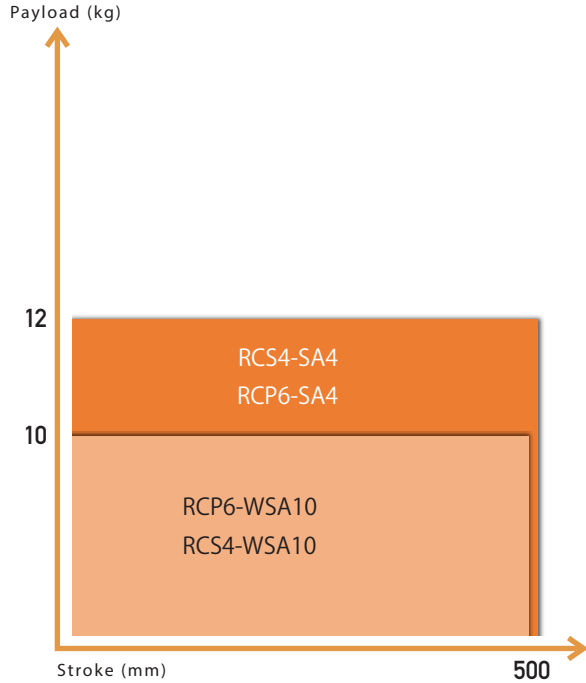 Payload (kg)
12
RCS4-SA4
RCP6-SA4
10
RCP6-WSA10
RCS4-WSA10
Stroke (mm)
500